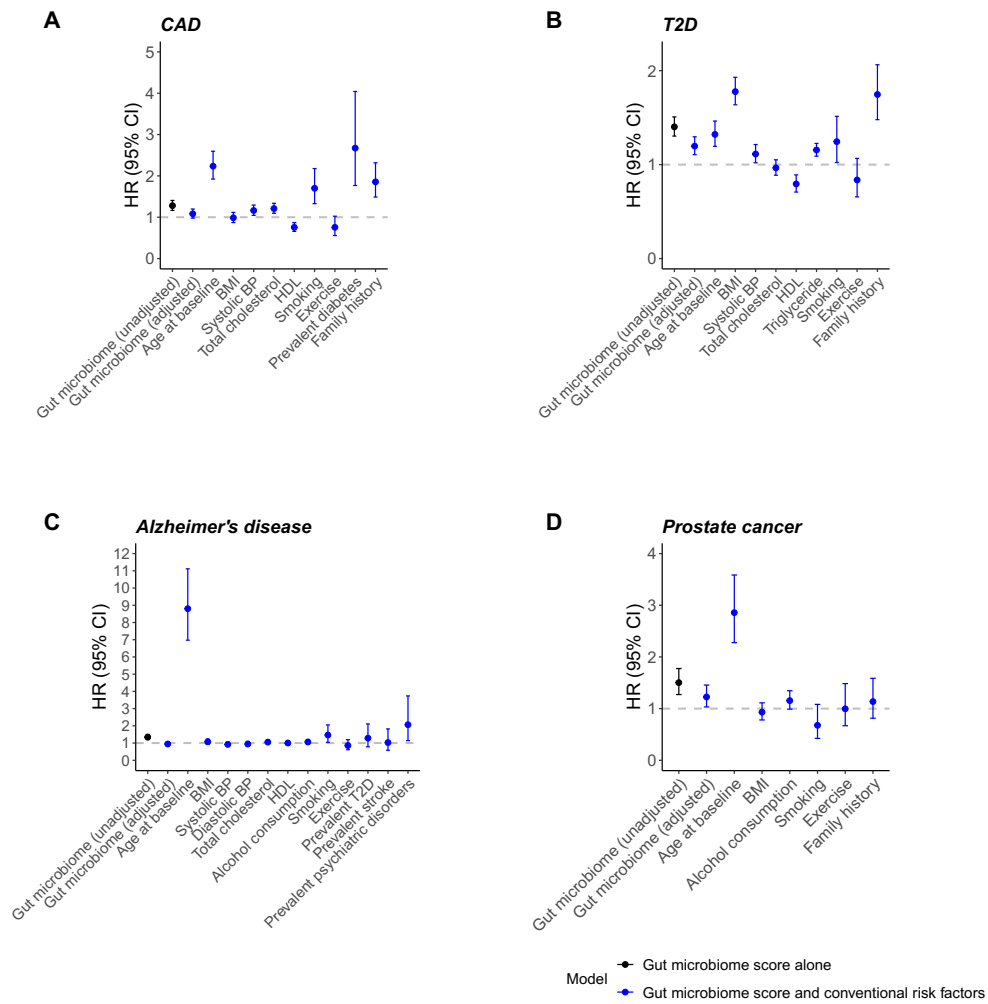 A
CAD
HR (95% CI)
5
4
3
2
1
0
Gut microbiome (unadjusted)
Gut microbiome (adjusted)
Age at baseline
BMI
Systolic BP
Total cholesterol
HDL
Smoking
Exercise
Prevalent diabetes
Family history
B
T2D
HR (95% CI)
2
1
0
Gut microbiome (unadjusted)
Gut microbiome (adjusted)
Age at baseline
BMI
Systolic BP
Total cholesterol
HDL
Triglyceride
Smoking
Exercise
Family history
C
Alzheimer's disease
HR (95% CI)
12
11
10
9
8
7
6
5
4
3
2
1
0
Gut microbiome (unadjusted)
Gut microbiome (adjusted)
Age at baseline
BMI
Systolic BP
Diastolic BP
Total cholesterol
HDL
Alcohol consumption
Smoking
Exercise
Prevalent T2D
Prevalent stroke
Prevalent psychiatric disorders
D
Prostate cancer
HR (95% CI)
4
3
2
1
0
Gut microbiome (unadjusted)
Gut microbiome (adjusted)
Age at baseline
BMI
Alcohol consumption
Smoking
Exercise
Family history
Model
Gut microbiome score alone
Gut microbiome score and conventional risk factors